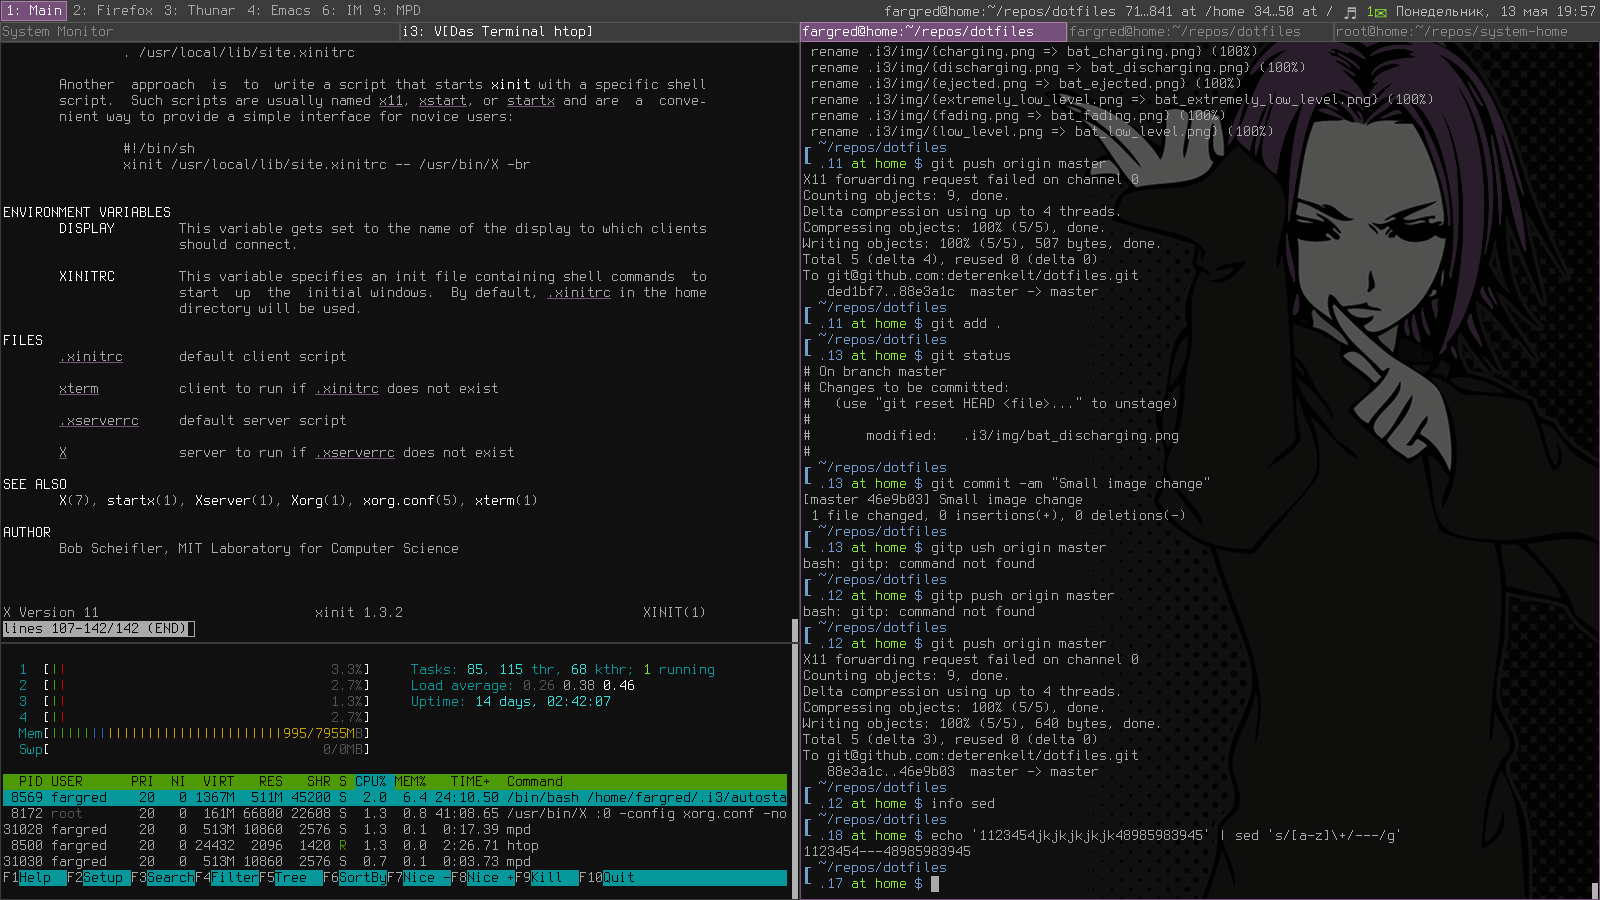 1: Main 2: Firefox 3: Thunar 4: Emacs 6: IM 9: MPD
fargred@home:~/repos/dotfiles 71…841 at /home 34…50 at / 1 Понедельник, 13 мая 19:57
System Monitor
i3: V[Das Terminal htop]
. /usr/local/lib/site.xinitrc
Another approach is to write a script that starts xinit with a specific shell
script. Such scripts are usually named x11, xstart, or startx and are a conve-
nient way to provide a simple interface for novice users:
#!/bin/sh
xinit /usr/local/lib/site.xinitrc -- /usr/bin/X -br
ENVIRONMENT VARIABLES
DISPLAY This variable gets set to the name of the display to which clients
should connect.
XINITRC This variable specifies an init file containing shell commands to
start up the initial windows. By default, .xinitrc in the home
directory will be used.
FILES
.xinitrc default client script
xterm client to run if .xinitrc does not exist
.xserverrc default server script
X server to run if .xserverrc does not exist
SEE ALSO
X(7), startx(1), Xserver(1), Xorg(1), xorg.conf(5), xterm(1)
AUTHOR
Bob Scheifler, MIT Laboratory for Computer Science
X Version 11 xinit 1.3.2 XINIT(1)
lines 107-142/142 (END)
1 [|| 3.3%]
2 [|| 2.7%]
3 [|| 1.3%]
4 [|| 2.7%]
Mem[||||||||||||||||||||||||||||||995/7955MB]
Swp[ 0/0MB]
Tasks: 85, 115 thr, 68 kthr; 1 running
Load average: 0.26 0.38 0.46
Uptime: 14 days, 02:42:07
PID USER PRI NI VIRT RES SHR S CPU% MEM% TIME+ Command
8569 fargred 20 0 1367M 511M 45200 S 2.0 6.4 24:10.50 /bin/bash /home/fargred/.i3/autosta
8172 root 20 0 161M 66800 22608 S 1.3 0.8 41:08.65 /usr/bin/X :0 -config xorg.conf -no
31028 fargred 20 0 513M 10860 2576 S 1.3 0.1 0:17.39 mpd
8500 fargred 20 0 24432 2096 1420 R 1.3 0.0 2:26.71 htop
31030 fargred 20 0 513M 10860 2576 S 0.7 0.1 0:03.73 mpd
F1Help F2Setup F3SearchF4FilterF5Tree F6SortByF7Nice -F8Nice +F9Kill F10Quit
fargred@home:~/repos/dotfiles fargred@home:~/repos/dotfiles root@home:~/repos/system-home
rename .i3/img/{charging.png => bat_charging.png} (100%)
rename .i3/img/{discharging.png => bat_discharging.png} (100%)
rename .i3/img/{ejected.png => bat_ejected.png} (100%)
rename .i3/img/{extremely_low_level.png => bat_extremely_low_level.png} (100%)
rename .i3/img/{fading.png => bat_fading.png} (100%)
rename .i3/img/{low_level.png => bat_low_level.png} (100%)
~/repos/dotfiles
.11 at home $ git push origin master
X11 forwarding request failed on channel 0
Counting objects: 9, done.
Delta compression using up to 4 threads.
Compressing objects: 100% (5/5), done.
Writing objects: 100% (5/5), 507 bytes, done.
Total 5 (delta 4), reused 0 (delta 0)
To git@github.com:deterenkelt/dotfiles.git
ded1bf7..88e3a1c master -> master
~/repos/dotfiles
.11 at home $ git add .
~/repos/dotfiles
.13 at home $ git status
# On branch master
# Changes to be committed:
# (use "git reset HEAD <file>..." to unstage)
#
# modified: .i3/img/bat_discharging.png
#
~/repos/dotfiles
.13 at home $ git commit -am "Small image change"
[master 46e9b03] Small image change
1 file changed, 0 insertions(+), 0 deletions(-)
~/repos/dotfiles
.13 at home $ gitp ush origin master
bash: gitp: command not found
~/repos/dotfiles
.12 at home $ gitp push origin master
bash: gitp: command not found
~/repos/dotfiles
.12 at home $ git push origin master
X11 forwarding request failed on channel 0
Counting objects: 9, done.
Delta compression using up to 4 threads.
Compressing objects: 100% (5/5), done.
Writing objects: 100% (5/5), 640 bytes, done.
Total 5 (delta 3), reused 0 (delta 0)
To git@github.com:deterenkelt/dotfiles.git
88e3a1c..46e9b03 master -> master
~/repos/dotfiles
.12 at home $ info sed
~/repos/dotfiles
.18 at home $ echo '1123454jkjkjkjkjk48985983945' | sed 's/[a-z]\+/---/g'
1123454---48985983945
~/repos/dotfiles
.17 at home $